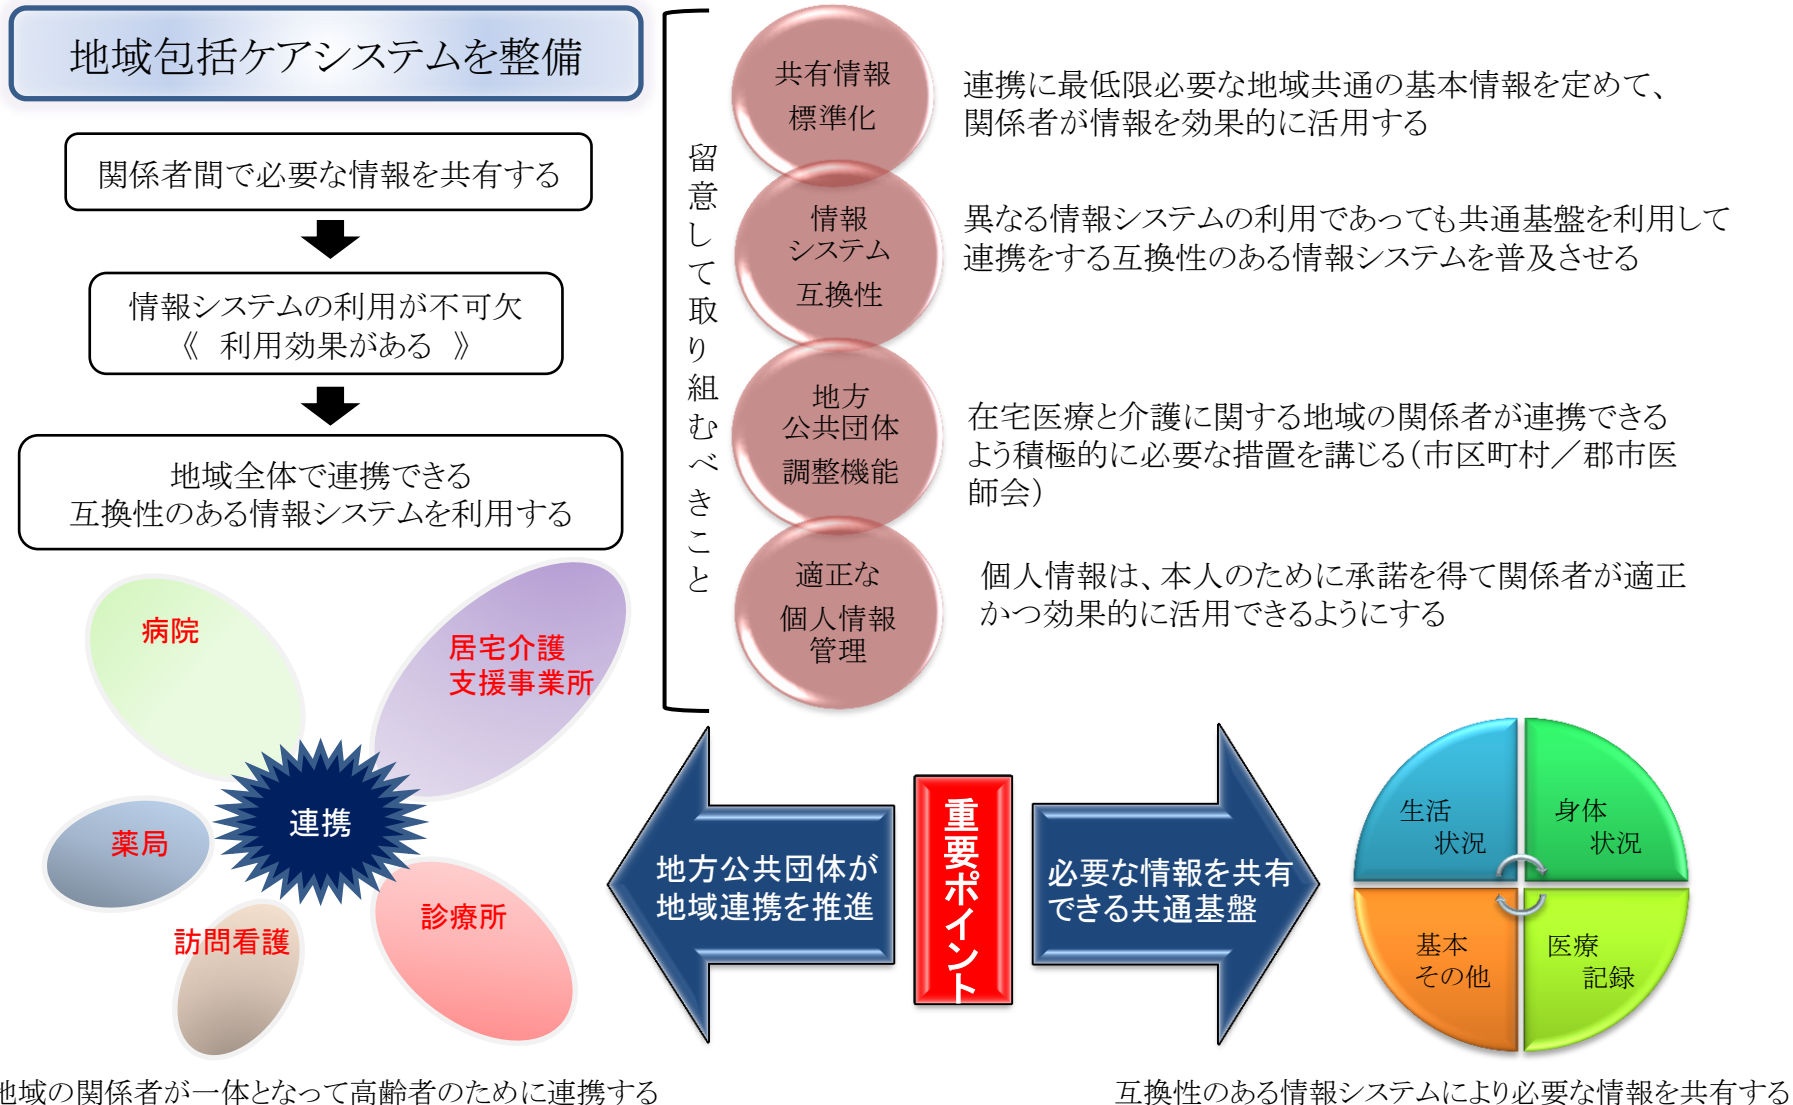 地域包括ケアシステムを整備
関係者間で必要な情報を共有する
情報システムの利用が不可欠
《 利用効果がある 》
地域全体で連携できる
互換性のある情報システムを利用する
病院
居宅介護
支援事業所
連携
薬局
訪問看護
診療所
地域の関係者が一体となって高齢者のために連携する
留意して取り組むべきこと
共有情報
標準化
連携に最低限必要な地域共通の基本情報を定めて、
関係者が情報を効果的に活用する
情報
システム
互換性
異なる情報システムの利用であっても共通基盤を利用して
連携をする互換性のある情報システムを普及させる
地方
公共団体
調整機能
在宅医療と介護に関する地域の関係者が連携できる
よう積極的に必要な措置を講じる(市区町村/郡市医
師会)
適正な
個人情報
管理
個人情報は、本人のために承諾を得て関係者が適正
かつ効果的に活用できるようにする
地方公共団体が
地域連携を推進
重要ポイント
必要な情報を共有
できる共通基盤
生活
状況
身体
状況
基本
その他
医療
記録
互換性のある情報システムにより必要な情報を共有する